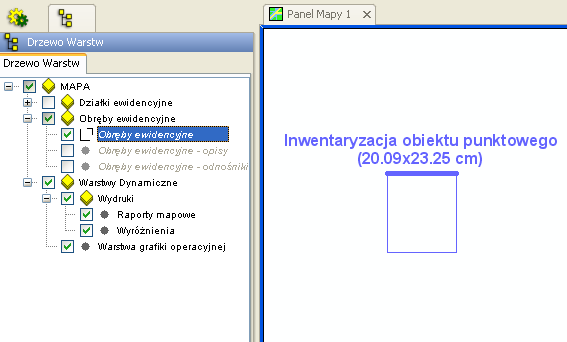 Panel Mapy 1
Drzewo Warstw
Drzewo Warstw
MAPA
Działki ewidencyjne
Obręby ewidencyjne
Obręby ewidencyjne
Obręby ewidencyjne - opisy
Obręby ewidencyjne - odnośniki
Warstwy Dynamiczne
Wydruki
Raporty mapowe
Wyróżnienia
Warstwa grafiki operacyjnej
Inwentaryzacja obiektu punktowego
(20.09x23.25 cm)